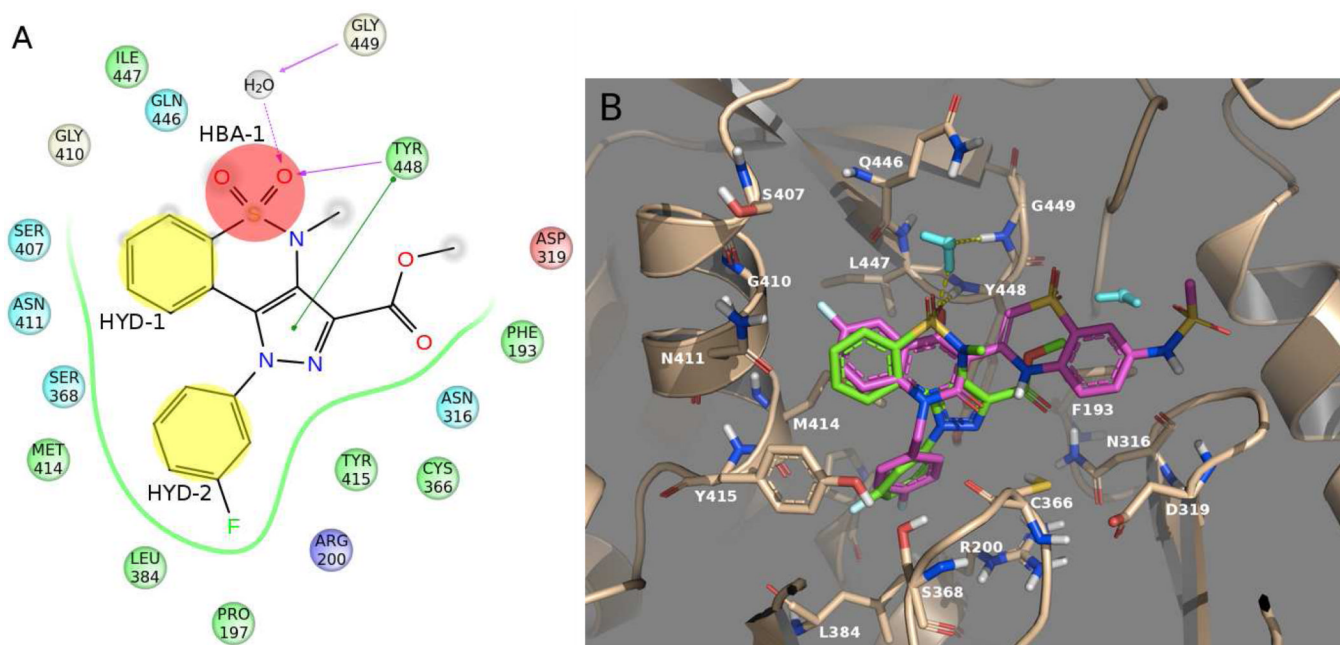 A
GLY
449
ILE
447
H₂O
GLN
446
HBA-1
GLY
410
TYR
448
O
O
S
N
SER
407
ASP
319
O
HYD-1
ASN
411
O
PHE
193
N
N
SER
368
ASN
316
MET
414
TYR
415
CYS
366
HYD-2
F
ARG
200
LEU
384
PRO
197
B
Q446
S407
G449
G410
L447
Y448
N411
F193
M414
N316
Y415
C366
D319
R200
S368
L384